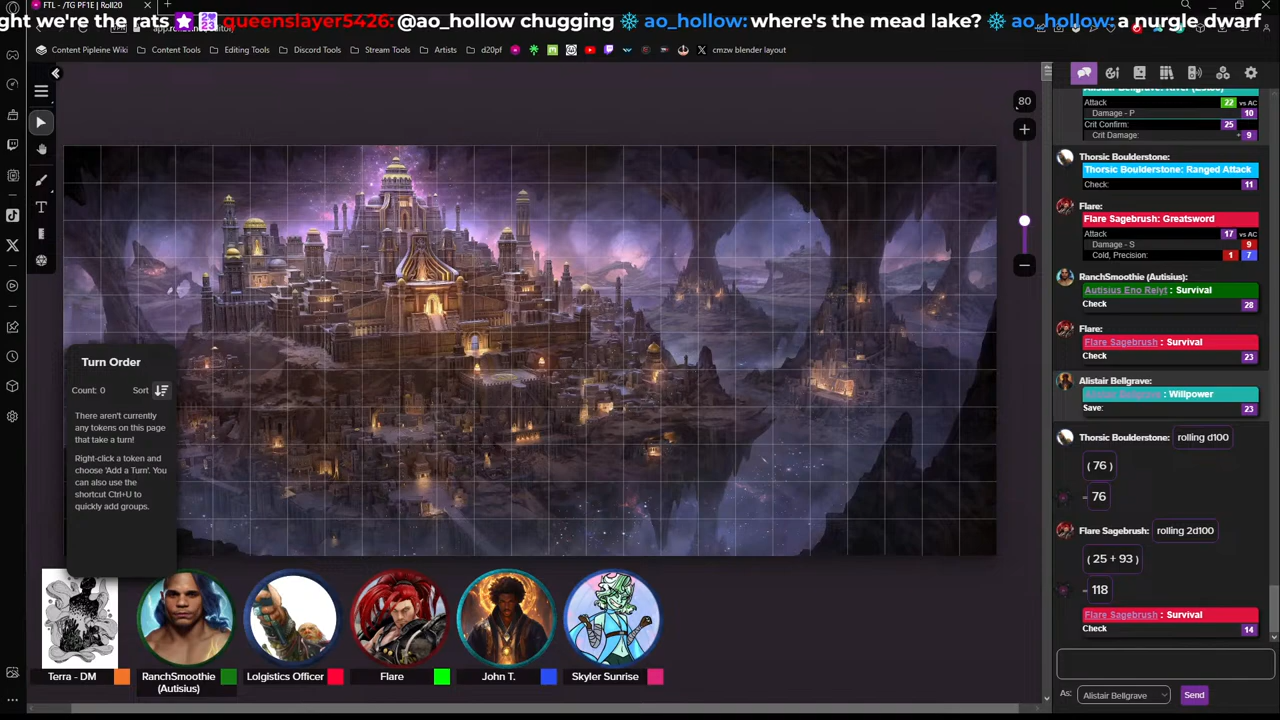 FTL - /TG PF1E | Roll20
ght we're the rats queenslayer5426: @ao_hollow chugging ao_hollow: where's the mead lake? ao_hollow: a nurgle dwarf
Content Pipleine Wiki
Content Tools
Editing Tools
Discord Tools
Stream Tools
Artists
d20pf
cmzw blender layout
80
Turn Order
Count: 0
Sort
There aren't currently
any tokens on this page
that take a turn!
Right-click a token and
choose 'Add a Turn'. You
can also use the
shortcut Ctrl+U to
quickly add groups.
Terra - DM
RanchSmoothie
(Autisius)
Lolgistics Officer
Flare
John T.
Skyler Sunrise
Attack 22 vs AC
Damage - P 10
Crit Confirm: 25
Crit Damage: + 9
Thorsic Boulderstone:
Thorsic Boulderstone: Ranged Attack
Check: 11
Flare:
Flare Sagebrush: Greatsword
Attack 17 vs AC
Damage - S 9
Cold, Precision: 1 7
RanchSmoothie (Autisius):
Autisius Eno Relyt : Survival
Check 28
Flare:
Flare Sagebrush : Survival
Check 23
Alistair Bellgrave:
Alistair Bellgrave : Willpower
Save: 23
Thorsic Boulderstone: rolling d100
( 76 )
= 76
Flare Sagebrush: rolling 2d100
( 25 + 93 )
= 118
Flare Sagebrush : Survival
Check 14
As: Alistair Bellgrave
Send